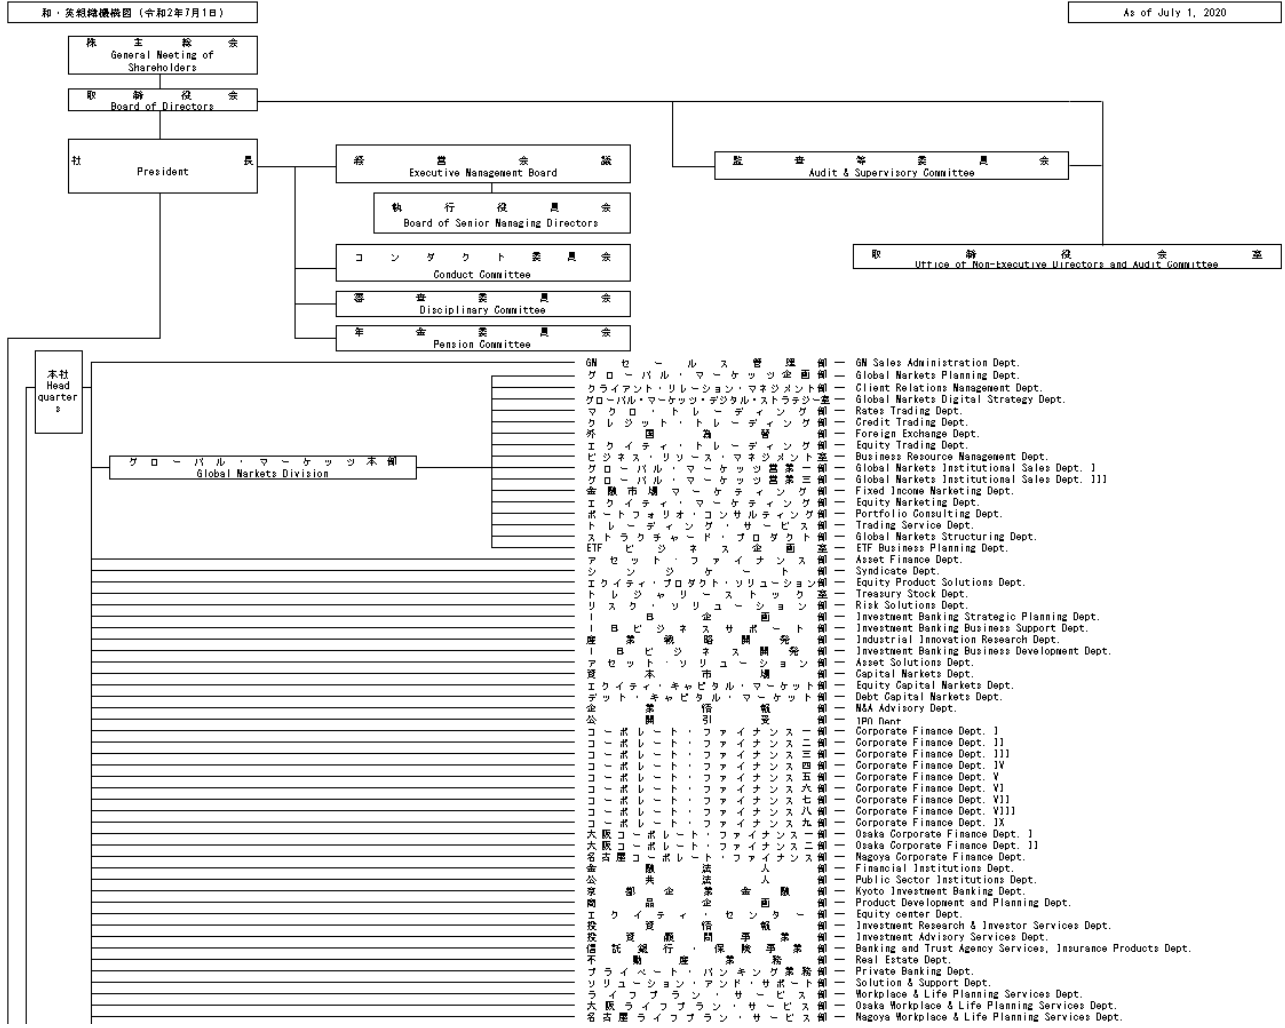 和・英組織機構図（令和2年7月1日）
As of July 1, 2020
株主総会
General Meeting of
Shareholders
取締役会
Board of Directors
社長
President
経営会議
Executive Management Board
監査等委員会
Audit & Supervisory Committee
執行役員会
Board of Senior Managing Directors
取締役会室
Office of Non-Executive Directors and Audit Committee
コンダクト委員会
Conduct Committee
審査委員会
Disciplinary Committee
年金委員会
Pension Committee
本社
Head
quarter
s
グローバル・マーケッツ本部
Global Markets Division
GMセールス管理部 ― GM Sales Administration Dept.
グローバル・マーケッツ企画部 ― Global Markets Planning Dept.
クライアント・リレーション・マネジメント部 ― Client Relations Management Dept.
グローバル・マーケッツ・デジタル・ストラテジー室 ― Global Markets Digital Strategy Dept.
マクロ・トレーディング部 ― Rates Trading Dept.
クレジット・トレーディング部 ― Credit Trading Dept.
外国為替部 ― Foreign Exchange Dept.
エクイティ・トレーディング部 ― Equity Trading Dept.
ビジネス・リソース・マネジメント室 ― Business Resource Management Dept.
グローバル・マーケッツ営業一部 ― Global Markets Institutional Sales Dept. I
グローバル・マーケッツ営業三部 ― Global Markets Institutional Sales Dept. III
金融市場マーケティング部 ― Fixed Income Marketing Dept.
エクイティ・マーケティング部 ― Equity Marketing Dept.
ポートフォリオ・コンサルティング部 ― Portfolio Consulting Dept.
トレーディング・サービス部 ― Trading Service Dept.
ストラクチャード・プロダクト部 ― Global Markets Structuring Dept.
ETFビジネス企画室 ― ETF Business Planning Dept.
アセット・ファイナンス部 ― Asset Finance Dept.
シンジケート部 ― Syndicate Dept.
エクイティ・プロダクト・ソリューション部 ― Equity Product Solutions Dept.
トレジャリーストック室 ― Treasury Stock Dept.
リスク・ソリューション部 ― Risk Solutions Dept.
IB企画部 ― Investment Banking Strategic Planning Dept.
IBビジネスサポート部 ― Investment Banking Business Support Dept.
産業戦略開発部 ― Industrial Innovation Research Dept.
IBビジネス開発部 ― Investment Banking Business Development Dept.
アセット・ソリューション部 ― Asset Solutions Dept.
資本市場部 ― Capital Markets Dept.
エクイティ・キャピタル・マーケット部 ― Equity Capital Markets Dept.
デット・キャピタル・マーケット部 ― Debt Capital Markets Dept.
企業情報部 ― M&A Advisory Dept.
公開引受部 ― IPO Dept
コーポレート・ファイナンス一部 ― Corporate Finance Dept. I
コーポレート・ファイナンス二部 ― Corporate Finance Dept. II
コーポレート・ファイナンス三部 ― Corporate Finance Dept. III
コーポレート・ファイナンス四部 ― Corporate Finance Dept. IV
コーポレート・ファイナンス五部 ― Corporate Finance Dept. V
コーポレート・ファイナンス六部 ― Corporate Finance Dept. VI
コーポレート・ファイナンス七部 ― Corporate Finance Dept. VII
コーポレート・ファイナンス八部 ― Corporate Finance Dept. VIII
コーポレート・ファイナンス九部 ― Corporate Finance Dept. IX
大阪コーポレート・ファイナンス一部 ― Osaka Corporate Finance Dept. I
大阪コーポレート・ファイナンス二部 ― Osaka Corporate Finance Dept. II
名古屋コーポレート・ファイナンス部 ― Nagoya Corporate Finance Dept.
金融法人部 ― Financial Institutions Dept.
公共法人部 ― Public Sector Institutions Dept.
京都企業金融部 ― Kyoto Investment Banking Dept.
商品企画部 ― Product Development and Planning Dept.
エクイティ・センター部 ― Equity center Dept.
投資情報部 ― Investment Research & Investor Services Dept.
投資顧問事業部 ― Investment Advisory Services Dept.
信託銀行・保険事業部 ― Banking and Trust Agency Services, Insurance Products Dept.
不動産業務部 ― Real Estate Dept.
プライベート・バンキング業務部 ― Private Banking Dept.
ソリューション・アンド・サポート部 ― Solution & Support Dept.
ライフプラン・サービス部 ― Workplace & Life Planning Services Dept.
大阪ライフプラン・サービス部 ― Osaka Workplace & Life Planning Services Dept.
名古屋ライフプラン・サービス部 ― Nagoya Workplace & Life Planning Services Dept.